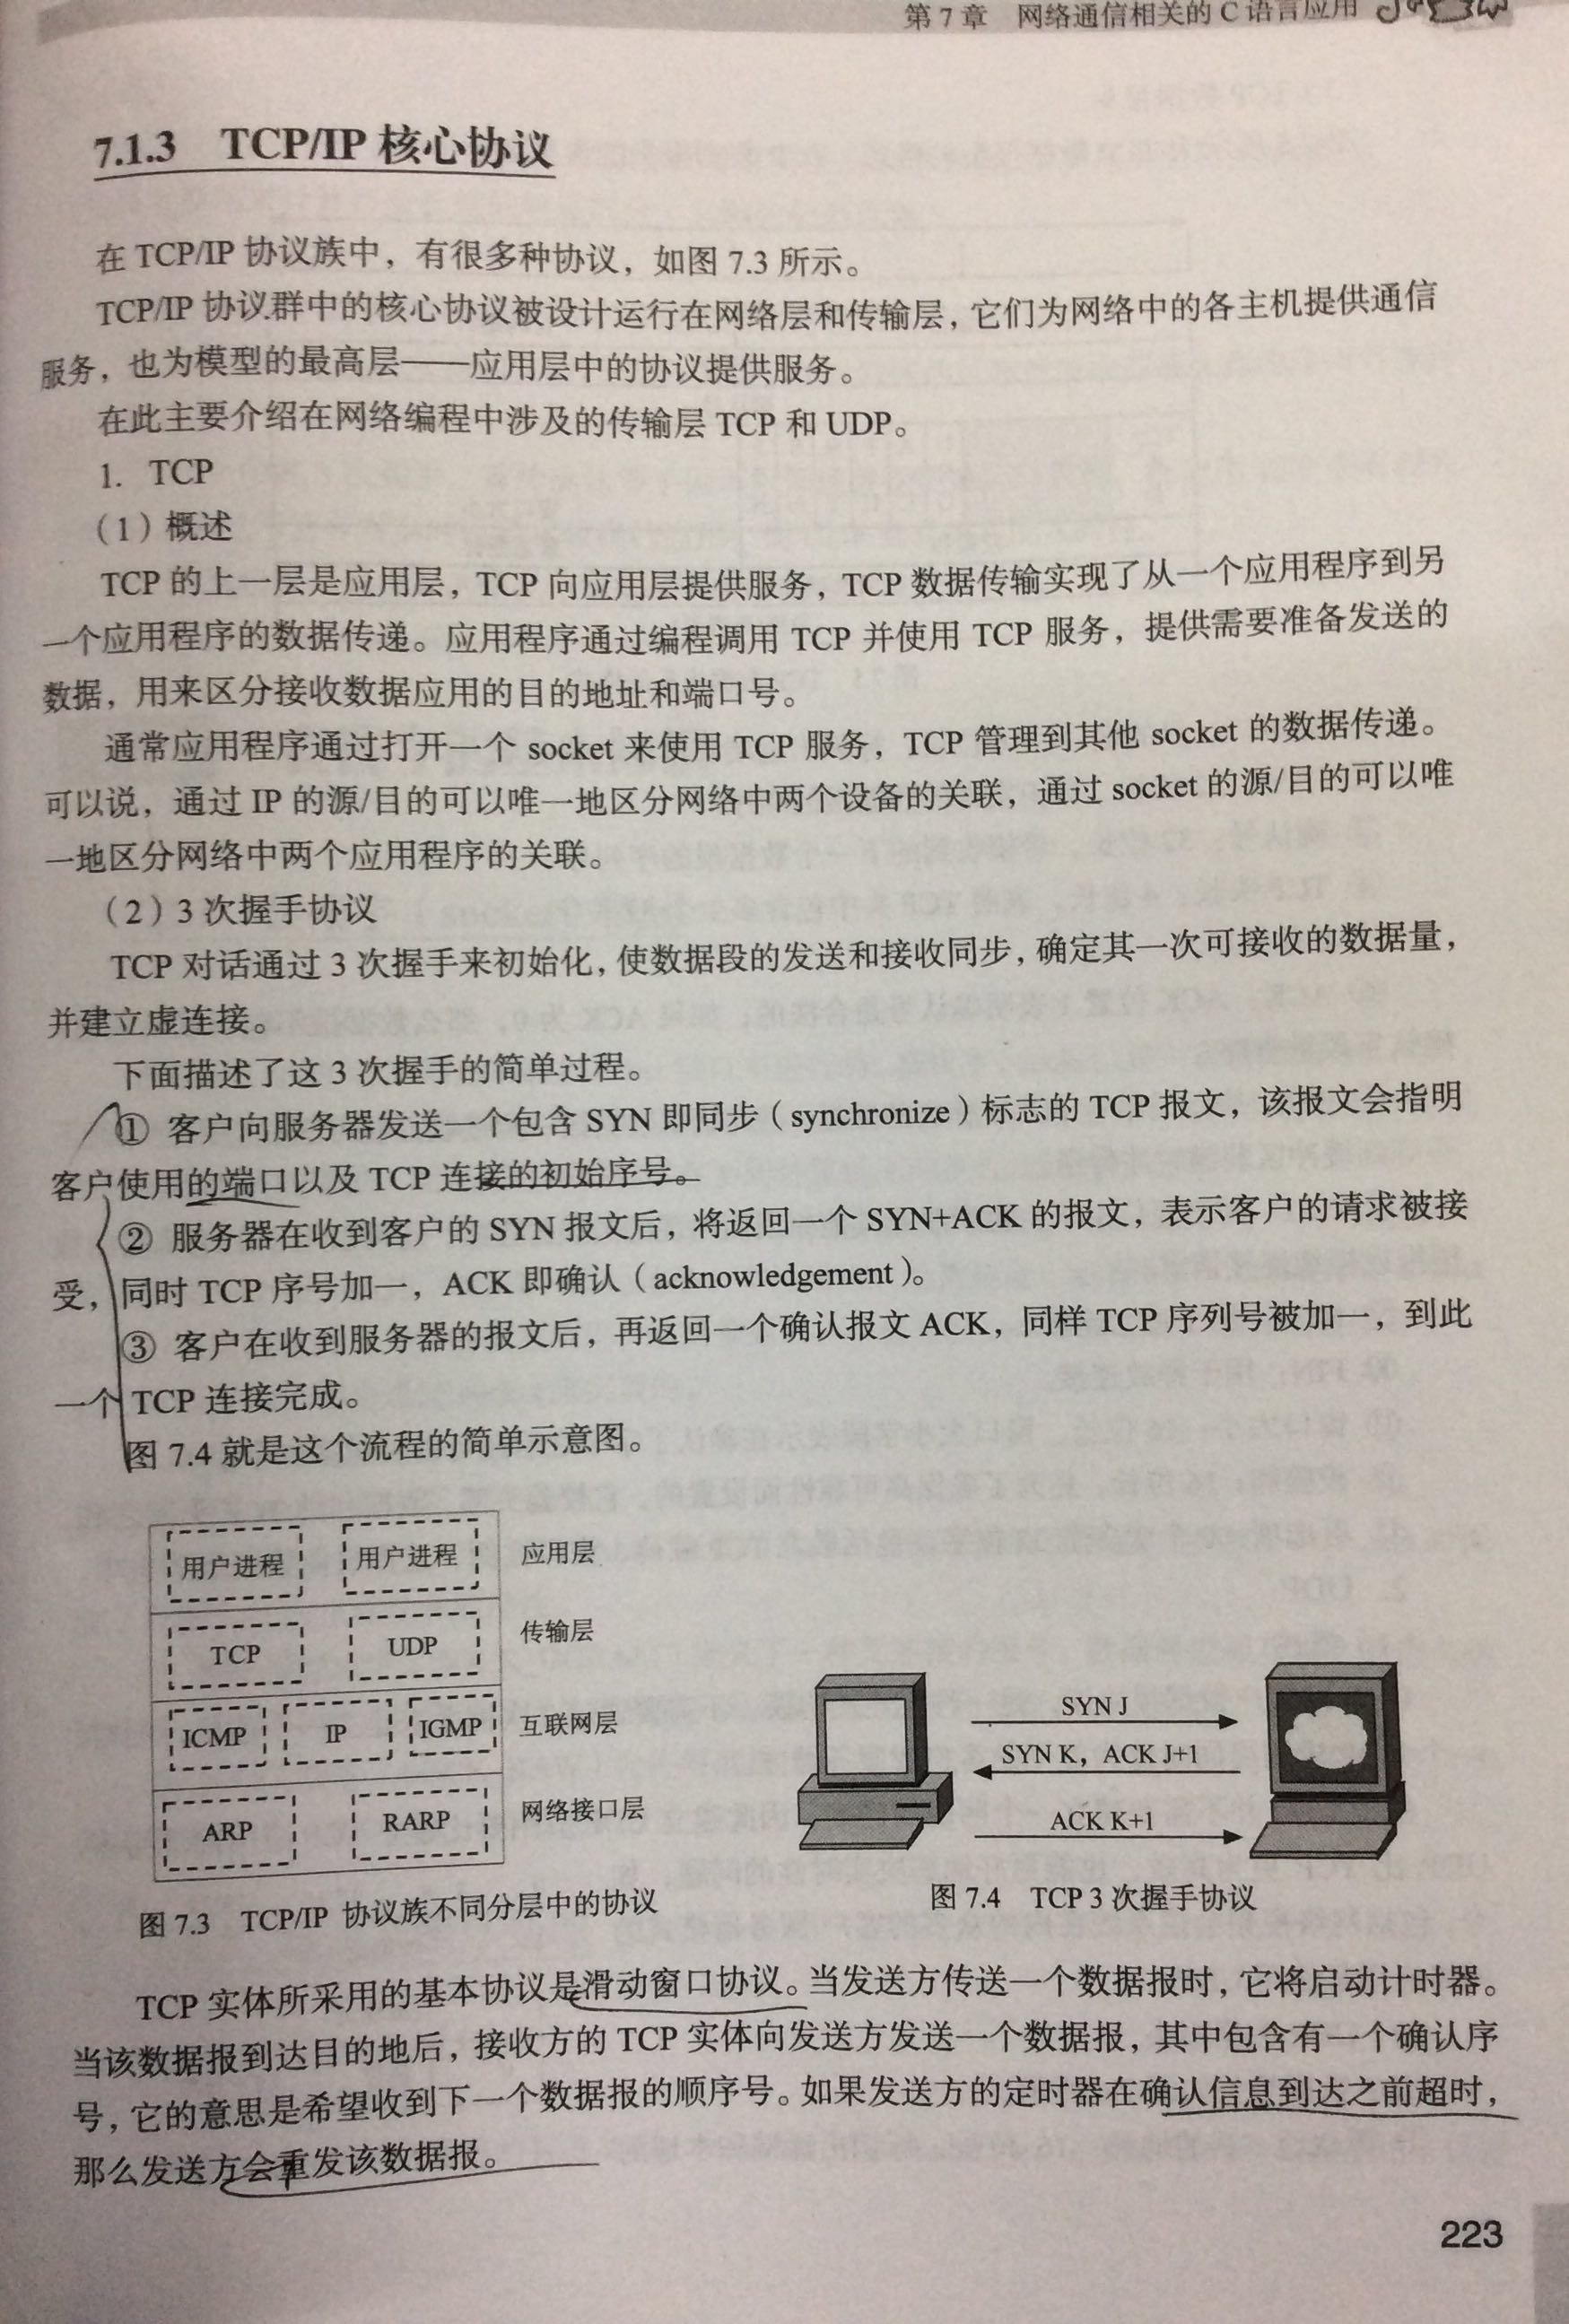 第7章 网络通信相关的C语言应用
7.1.3 TCP/IP 核心协议
在 TCP/IP 协议族中，有很多种协议，如图 7.3 所示。
TCP/IP 协议群中的核心协议被设计运行在网络层和传输层，它们为网络中的各主机提供通信
服务，也为模型的最高层——应用层中的协议提供服务。
在此主要介绍在网络编程中涉及的传输层 TCP 和 UDP。
1. TCP
（1）概述
TCP 的上一层是应用层，TCP 向应用层提供服务，TCP 数据传输实现了从一个应用程序到另
一个应用程序的数据传递。应用程序通过编程调用 TCP 并使用 TCP 服务，提供需要准备发送的
数据，用来区分接收数据应用的目的地址和端口号。
通常应用程序通过打开一个 socket 来使用 TCP 服务，TCP 管理到其他 socket 的数据传递。
可以说，通过 IP 的源/目的可以唯一地区分网络中两个设备的关联，通过 socket 的源/目的可以唯
一地区分网络中两个应用程序的关联。
（2）3 次握手协议
TCP 对话通过 3 次握手来初始化，使数据段的发送和接收同步，确定其一次可接收的数据量，
并建立虚连接。
下面描述了这 3 次握手的简单过程。
① 客户向服务器发送一个包含 SYN 即同步（synchronize）标志的 TCP 报文，该报文会指明
客户使用的端口以及 TCP 连接的初始序号。
② 服务器在收到客户的 SYN 报文后，将返回一个 SYN+ACK 的报文，表示客户的请求被接
受，同时 TCP 序号加一，ACK 即确认（acknowledgement）。
③ 客户在收到服务器的报文后，再返回一个确认报文 ACK，同样 TCP 序列号被加一，到此
一个 TCP 连接完成。
图 7.4 就是这个流程的简单示意图。
用户进程 用户进程 应用层
TCP UDP 传输层
ICMP IP IGMP 互联网层
ARP RARP 网络接口层
图 7.3 TCP/IP 协议族不同分层中的协议
SYN J
SYN K，ACK J+1
ACK K+1
图 7.4 TCP 3 次握手协议
TCP 实体所采用的基本协议是滑动窗口协议。当发送方传送一个数据报时，它将启动计时器。
当该数据报到达目的地后，接收方的 TCP 实体向发送方发送一个数据报，其中包含有一个确认序
号，它的意思是希望收到下一个数据报的顺序号。如果发送方的定时器在确认信息到达之前超时，
那么发送方会重发该数据报。
223